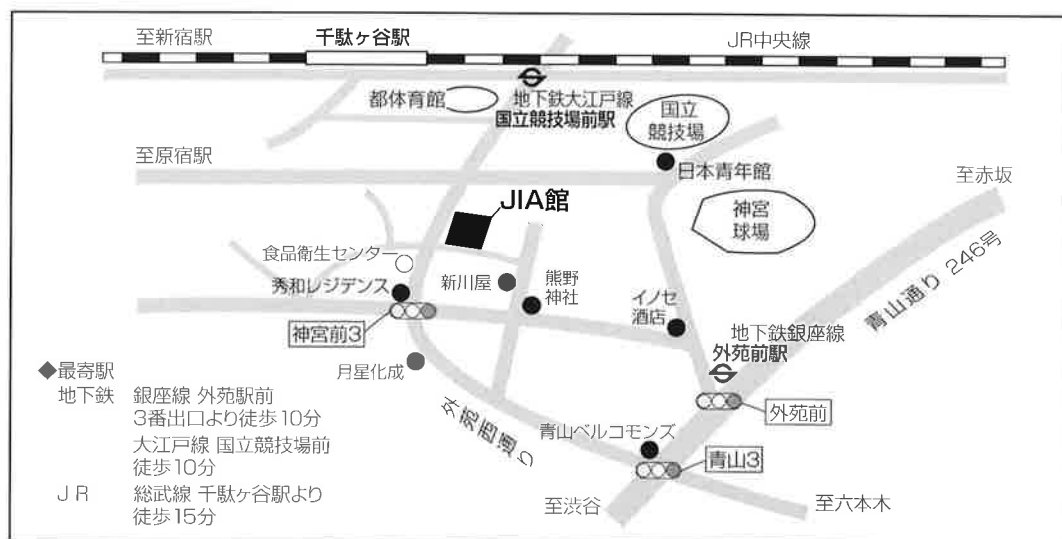 至新宿駅
千駄ヶ谷駅
JR中央線
都体育館
地下鉄大江戸線
国立競技場前駅
国立
競技場
至原宿駅
日本青年館
至赤坂
JIA館
神宮
球場
食品衛生センター
秀和レジデンス
新川屋
熊野
神社
イノセ
酒店
青山通り 246号
神宮前3
地下鉄銀座線
外苑前駅
月星化成
外苑西通り
外苑前
青山ベルコモンズ
青山3
至渋谷
至六本木
◆最寄駅
地下鉄 銀座線 外苑駅前
3番出口より徒歩10分
大江戸線 国立競技場前
徒歩10分
JR 総武線 千駄ヶ谷駅より
徒歩15分